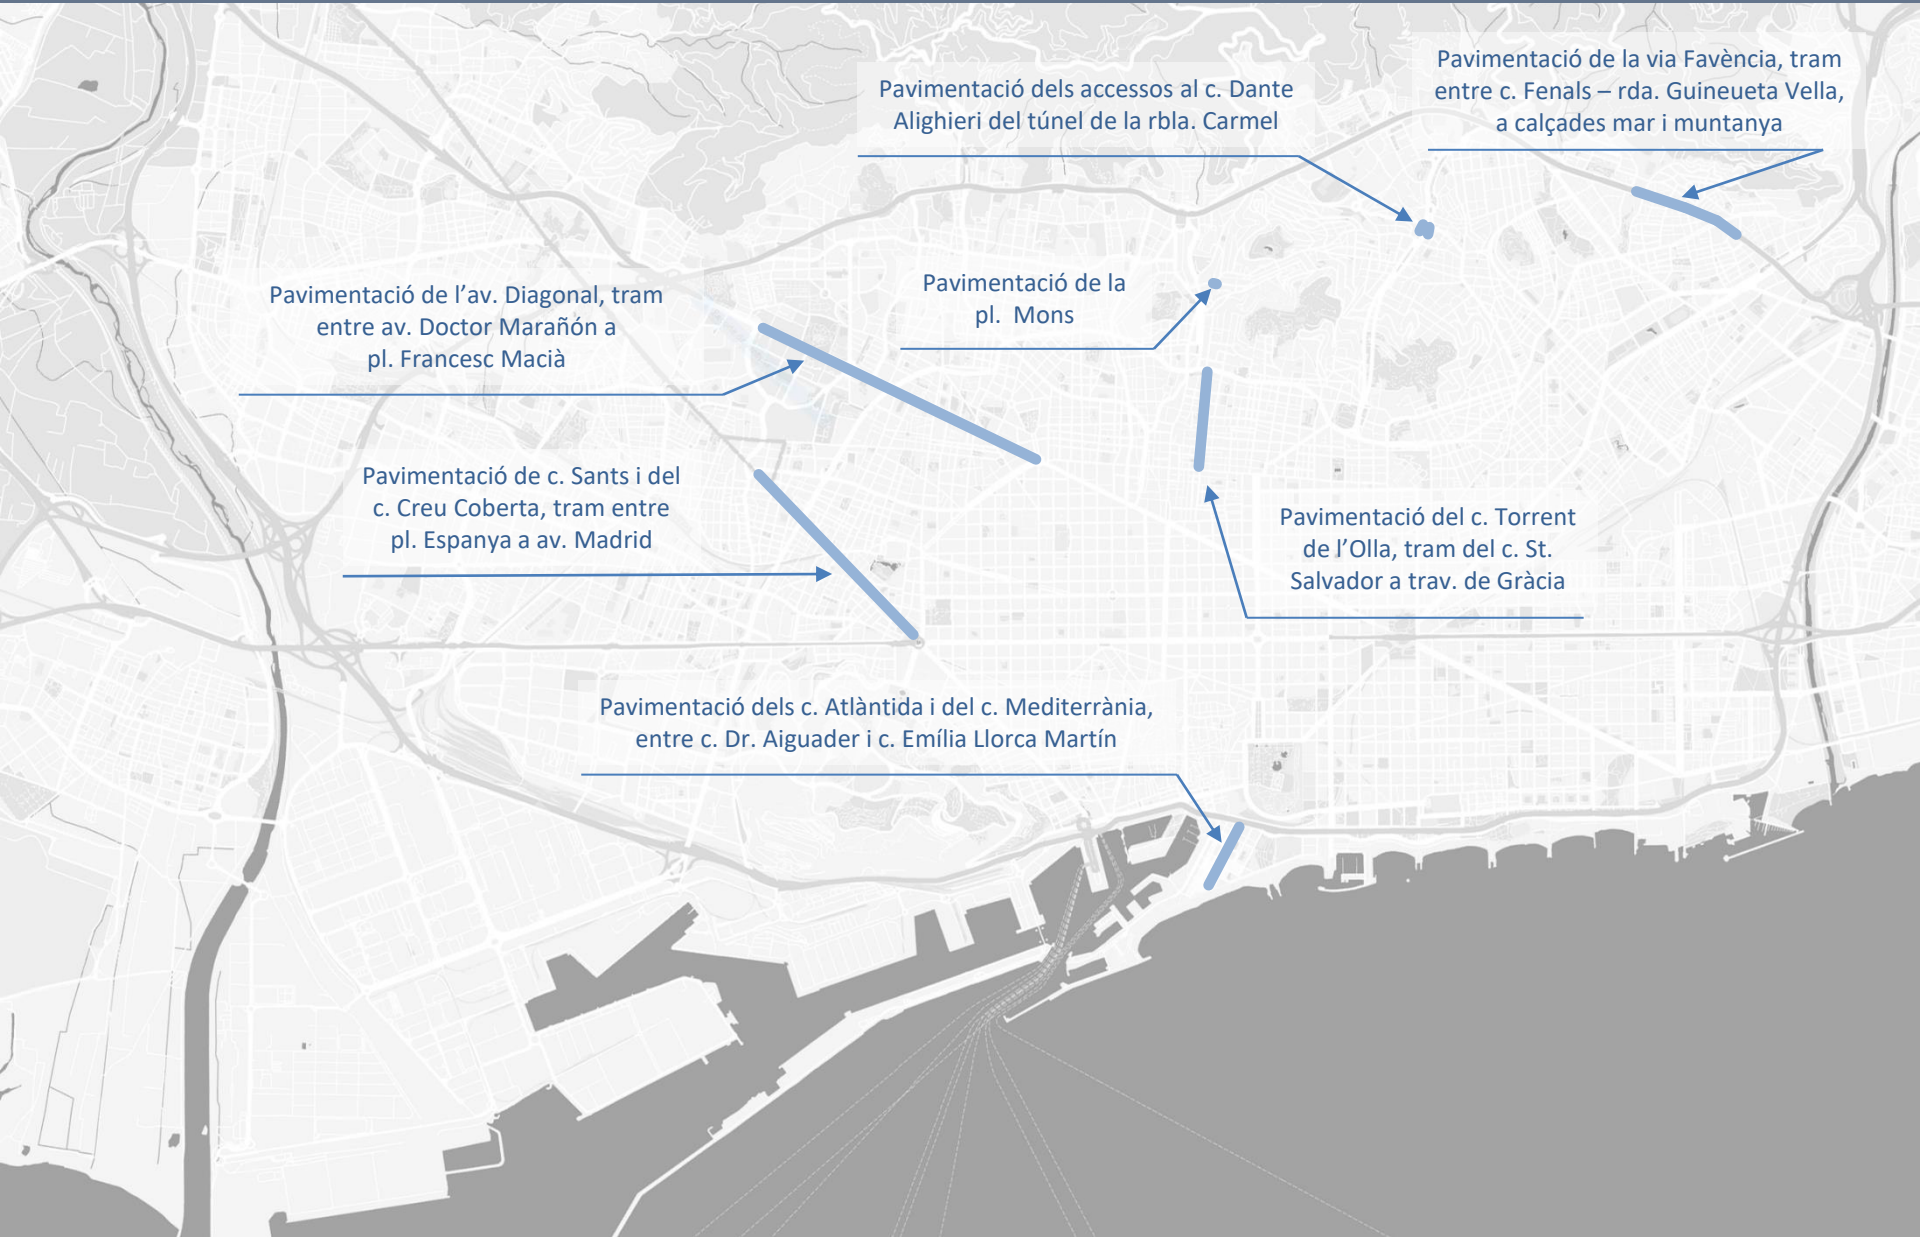 Pavimentació de la via Favència, tram
entre c. Fenals – rda. Guineueta Vella,
a calçades mar i muntanya
Pavimentació dels accessos al c. Dante
Alighieri del túnel de la rbla. Carmel
Pavimentació de l’av. Diagonal, tram
entre av. Doctor Marañón a
pl. Francesc Macià
Pavimentació de la
pl. Mons
Pavimentació de c. Sants i del
c. Creu Coberta, tram entre
pl. Espanya a av. Madrid
Pavimentació del c. Torrent
de l’Olla, tram del c. St.
Salvador a trav. de Gràcia
Pavimentació dels c. Atlàntida i del c. Mediterrània,
entre c. Dr. Aiguader i c. Emília Llorca Martín